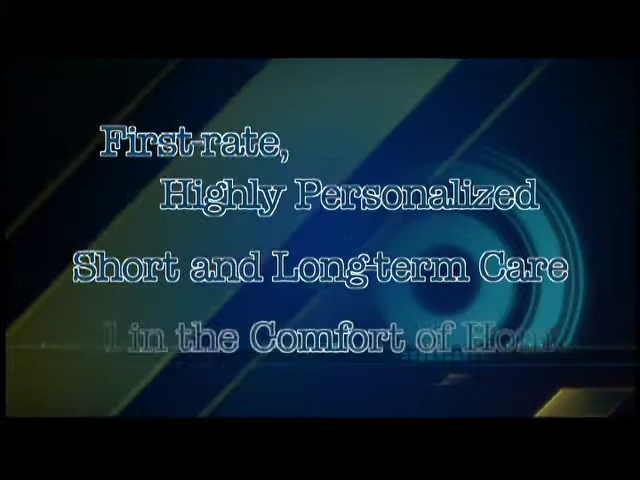 First-rate,
Highly Personalized
Short and Long-term Care
in the Comfort of